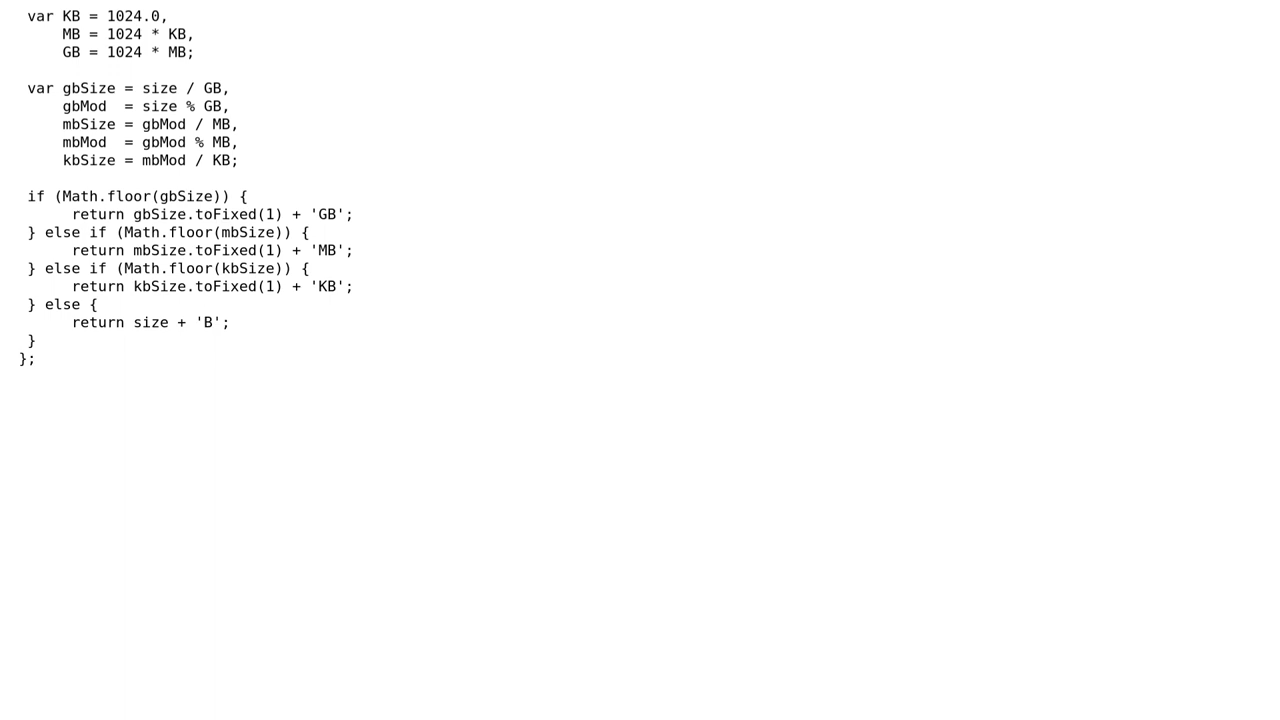 var KB = 1024.0,
    MB = 1024 * KB,
    GB = 1024 * MB;

var gbSize = size / GB,
    gbMod  = size % GB,
    mbSize = gbMod / MB,
    mbMod  = gbMod % MB,
    kbSize = mbMod / KB;

if (Math.floor(gbSize)) {
     return gbSize.toFixed(1) + 'GB';
} else if (Math.floor(mbSize)) {
     return mbSize.toFixed(1) + 'MB';
} else if (Math.floor(kbSize)) {
     return kbSize.toFixed(1) + 'KB';
} else {
     return size + 'B';
}
};